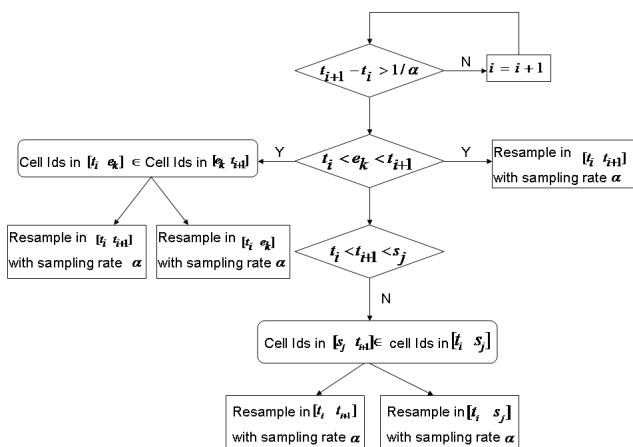 t_{i+1} − t_i > 1/α
N
i = i + 1
Cell Ids in [t_i e_k] ∈ Cell Ids in [e_k t_{i+1}]
Y
t_i < e_k < t_{i+1}
Y
Resample in [t_i t_{i+1}]
with sampling rate α
Resample in [t_i t_{i+1}]
with sampling rate α
Resample in [t_i e_k]
with sampling rate α
t_i < t_{i+1} < s_j
N
Cell Ids in [s_j t_{i+1}] ∈ cell Ids in [t_i s_j]
Resample in [t_i t_{i+1}]
with sampling rate α
Resample in [t_i s_j]
with sampling rate α